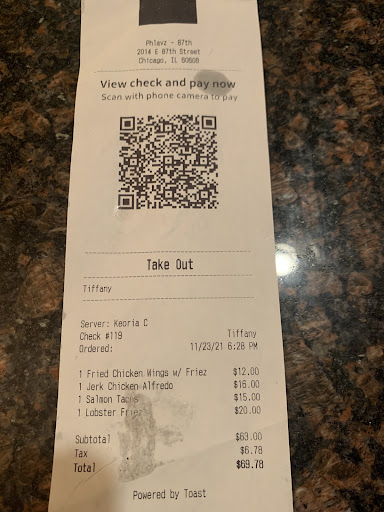 Phlavz - 87th
2014 E 87th Street
Chicago, IL 60608
View check and pay now
Scan with phone camera to pay
Take Out
Tiffany
Server: Keoria C
Check #119 Tiffany
Ordered: 11/23/21 6:28 PM
1 Fried Chicken Wings w/ Friez $12.00
1 Jerk Chicken Alfredo $16.00
1 Salmon Tacos $15.00
1 Lobster Friez $20.00
Subtotal $63.00
Tax $6.78
Total $69.78
Powered by Toast